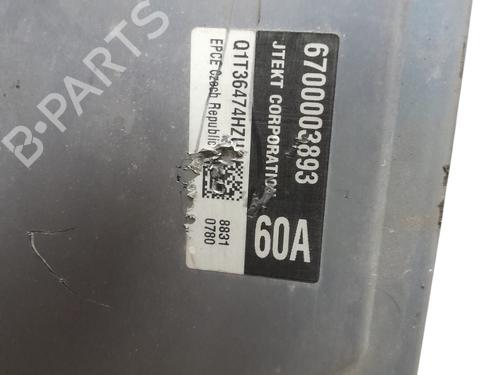 6700003893
JTEKT CORPORATION
60A
Q1T36474HZU
EPCE Czech Republic
8831
0780
B-PARTS